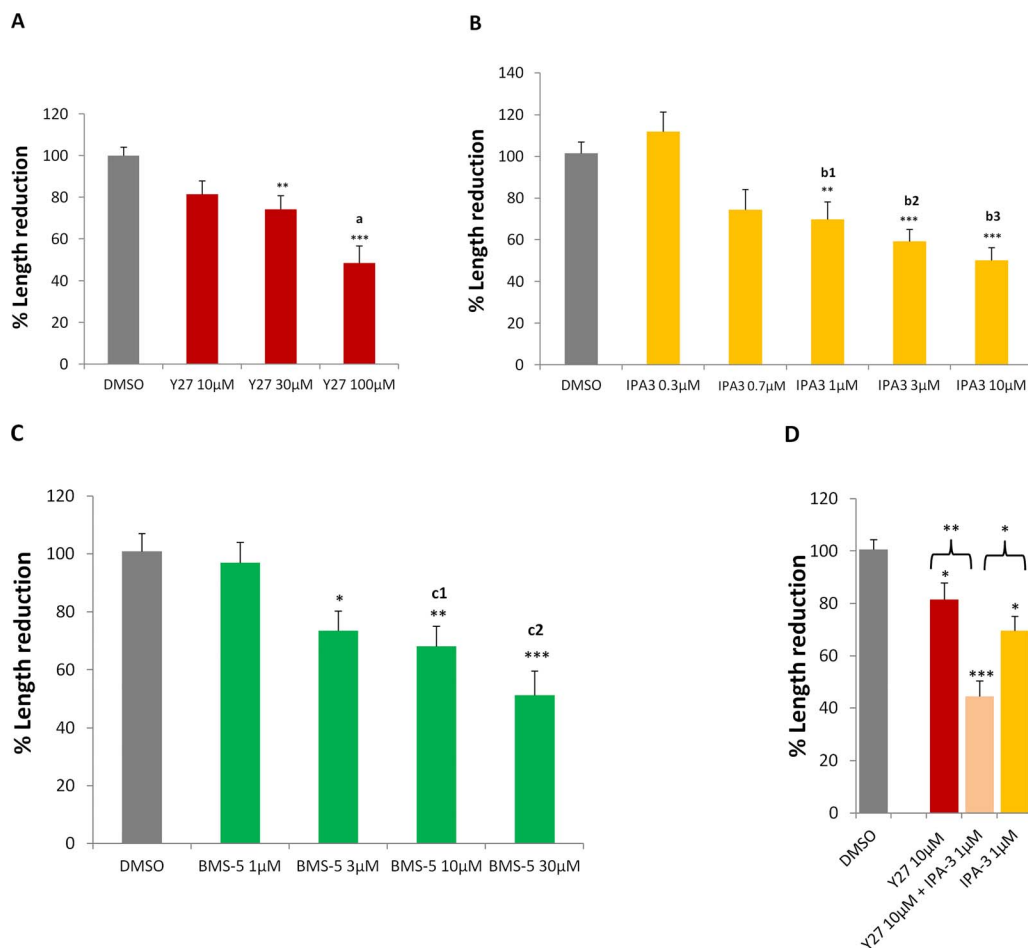 A
% Length reduction
120
100
80
60
40
20
0
**
a
***
DMSO Y27 10µM Y27 30µM Y27 100µM
B
% Length reduction
140
120
100
80
60
40
20
0
b1
**
b2
***
b3
***
DMSO IPA3 0.3µM IPA3 0.7µM IPA3 1µM IPA3 3µM IPA3 10µM
C
% Length reduction
120
100
80
60
40
20
0
*
c1
**
c2
***
DMSO BMS-5 1µM BMS-5 3µM BMS-5 10µM BMS-5 30µM
D
% Length reduction
120
100
80
60
40
20
0
** *
*
***
*
DMSO
Y27 10µM
Y27 10µM + IPA-3 1µM
IPA-3 1µM